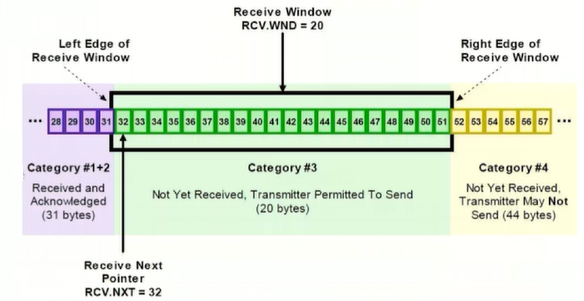 Receive Window
RCV.WND = 20
Left Edge of
Receive Window
Right Edge of
Receive Window
... 28 29 30 31 32 33 34 35 36 37 38 39 40 41 42 43 44 45 46 47 48 49 50 51 52 53 54 55 56 57 ...
Category #1+2
Received and
Acknowledged
(31 bytes)
Category #3
Not Yet Received, Transmitter Permitted To Send
(20 bytes)
Category #4
Not Yet Received,
Transmitter May Not
Send (44 bytes)
Receive Next
Pointer
RCV.NXT = 32